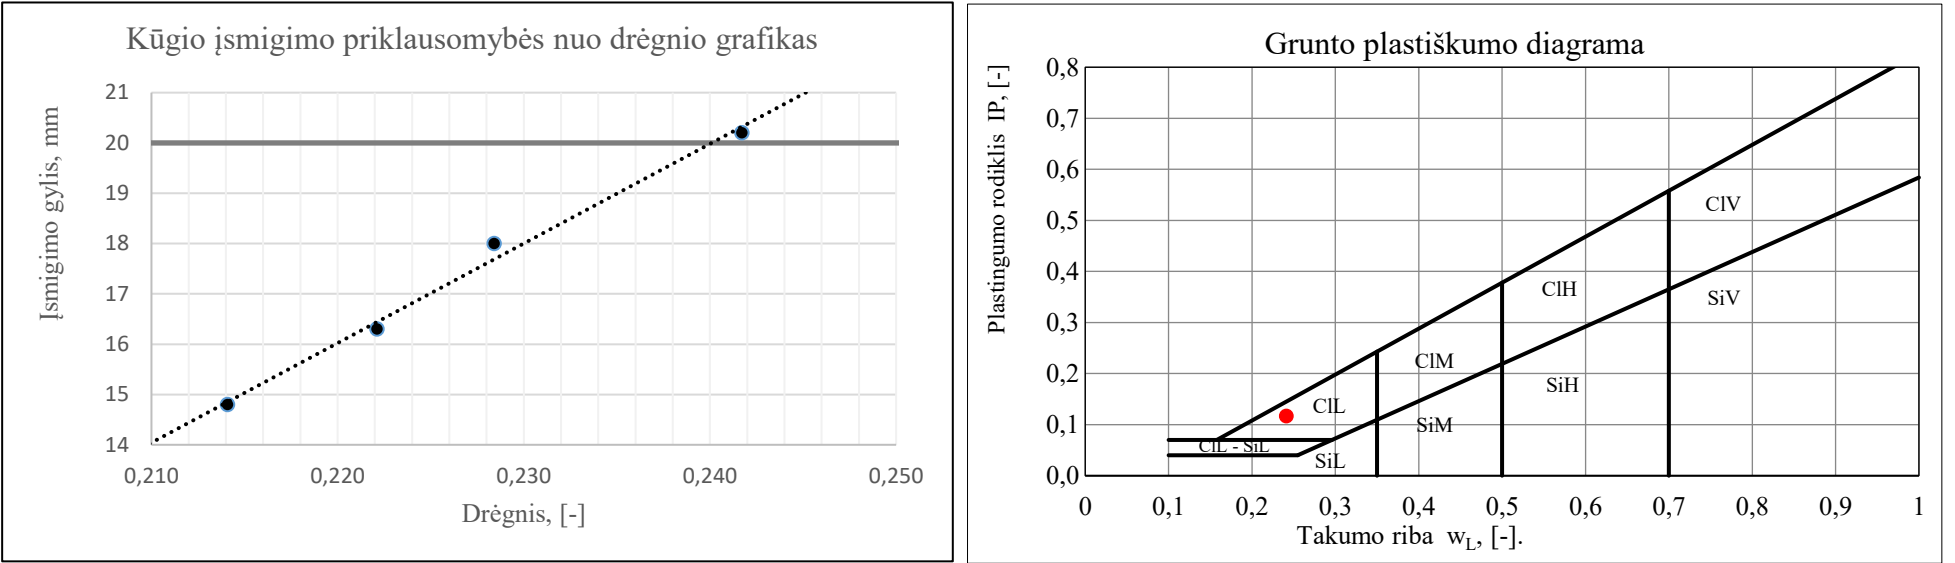 Kūgio įsmigimo priklausomybės nuo drėgnio grafikas
Įsmigimo gylis, mm
21
20
19
18
17
16
15
14
0,210 0,220 0,230 0,240 0,250
Drėgnis, [-]
Grunto plastiškumo diagrama
Plastingumo rodiklis IP, [-]
0,8
0,7
0,6
0,5
0,4
0,3
0,2
0,1
0,0
ClV
ClH
SiV
ClM
SiH
ClL
SiM
ClL - SiL
SiL
0 0,1 0,2 0,3 0,4 0,5 0,6 0,7 0,8 0,9 1
Takumo riba w_L, [-].